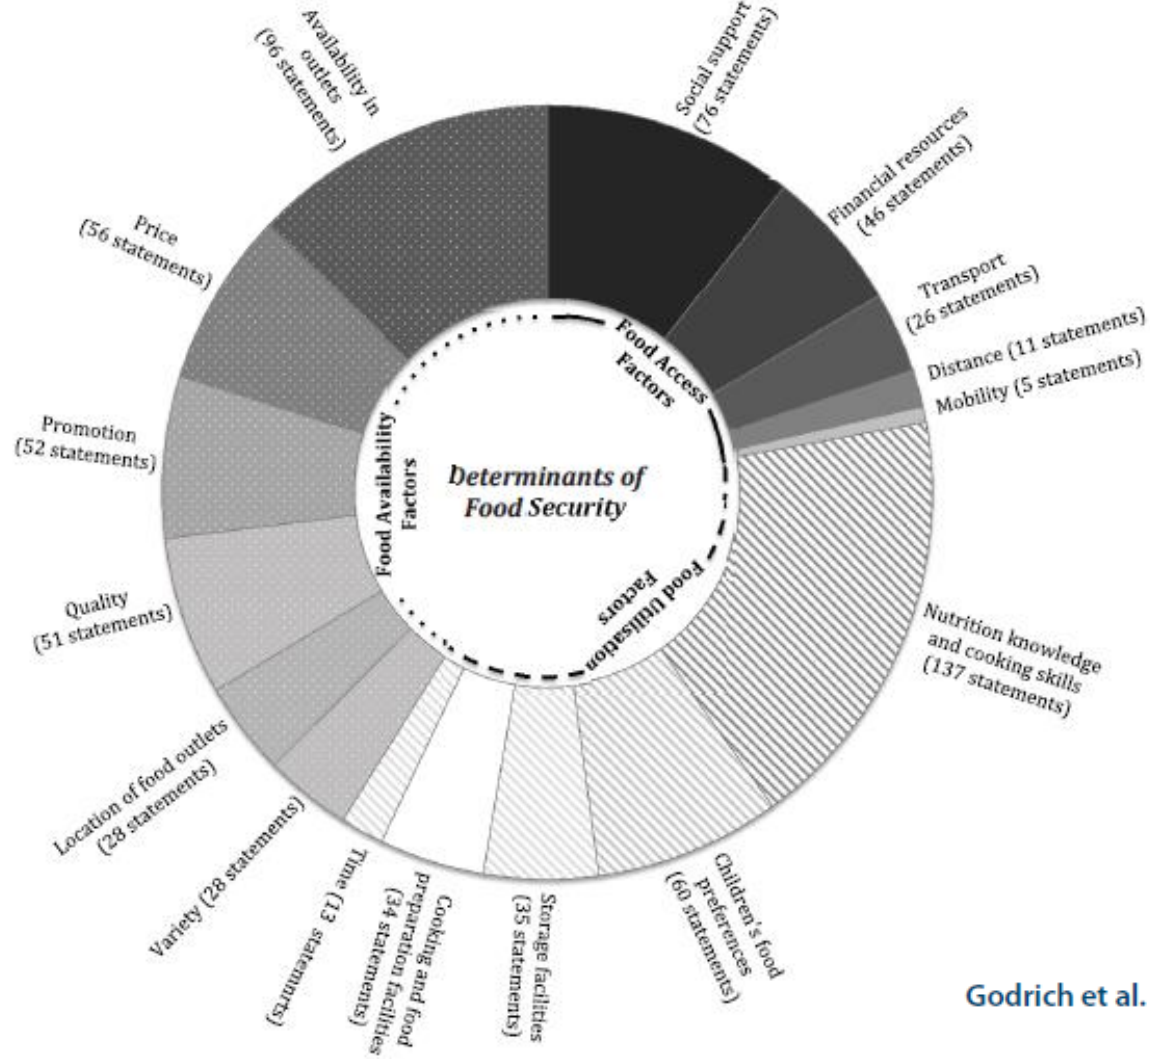 Availability in
outlets
(96 statements)
Social support
(76 statements)
Financial resources
(46 statements)
Transport
(26 statements)
Distance (11 statements)
Mobility (5 statements)
Nutrition knowledge
and cooking skills
(137 statements)
Children's food
preferences
(60 statements)
Storage facilities
(35 statements)
Cooking and food
preparation facilities
(34 statements)
Time (13 statemnrts)
Variety (28 statements)
Location of food outlets
(28 statements)
Quality
(51 statements)
Promotion
(52 statements)
Price
(56 statements)
Food Access
Factors
Food Utilisation
Factors
Food Availability
Factors
Determinants of
Food Security
Godrich et al.